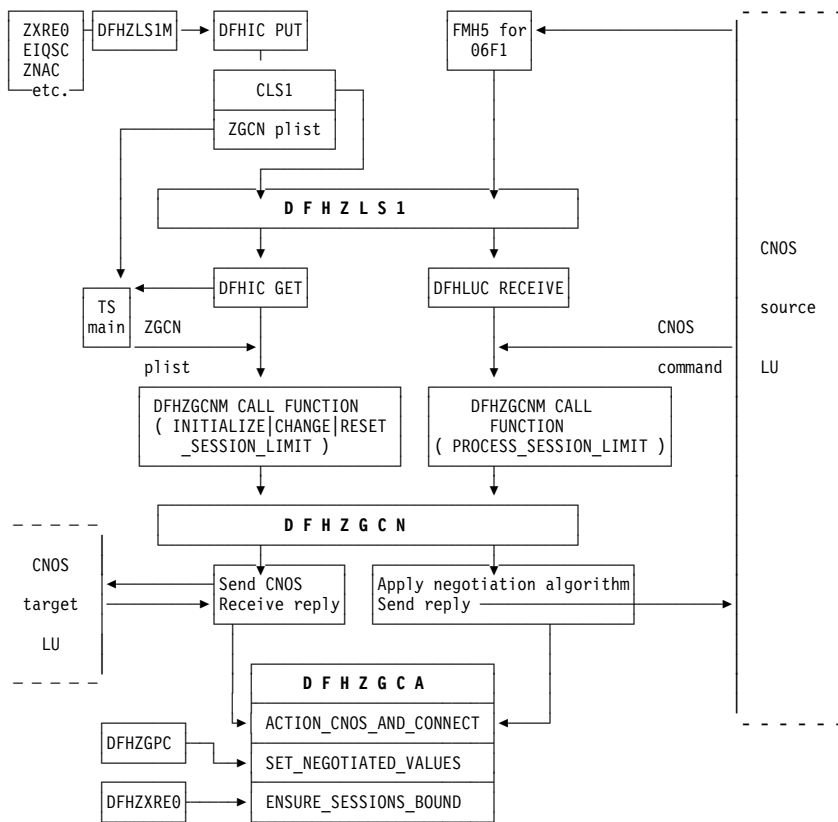 ZXRE0
EIQSC
ZNAC
etc.
DFHZLS1M
DFHIC PUT
FMH5 for
06F1
CLS1
ZGCN plist
D F H Z L S 1
DFHIC GET
DFHLUC RECEIVE
TS
main
ZGCN
plist
CNOS
command
CNOS
source
LU
DFHZGCNM CALL FUNCTION
( INITIALIZE|CHANGE|RESET
_SESSION_LIMIT )
DFHZGCNM CALL
FUNCTION
( PROCESS_SESSION_LIMIT )
D F H Z G C N
CNOS
target
LU
Send CNOS
Receive reply
Apply negotiation algorithm
Send reply
D F H Z G C A
ACTION_CNOS_AND_CONNECT
DFHZGPC
SET_NEGOTIATED_VALUES
DFHZXRE0
ENSURE_SESSIONS_BOUND